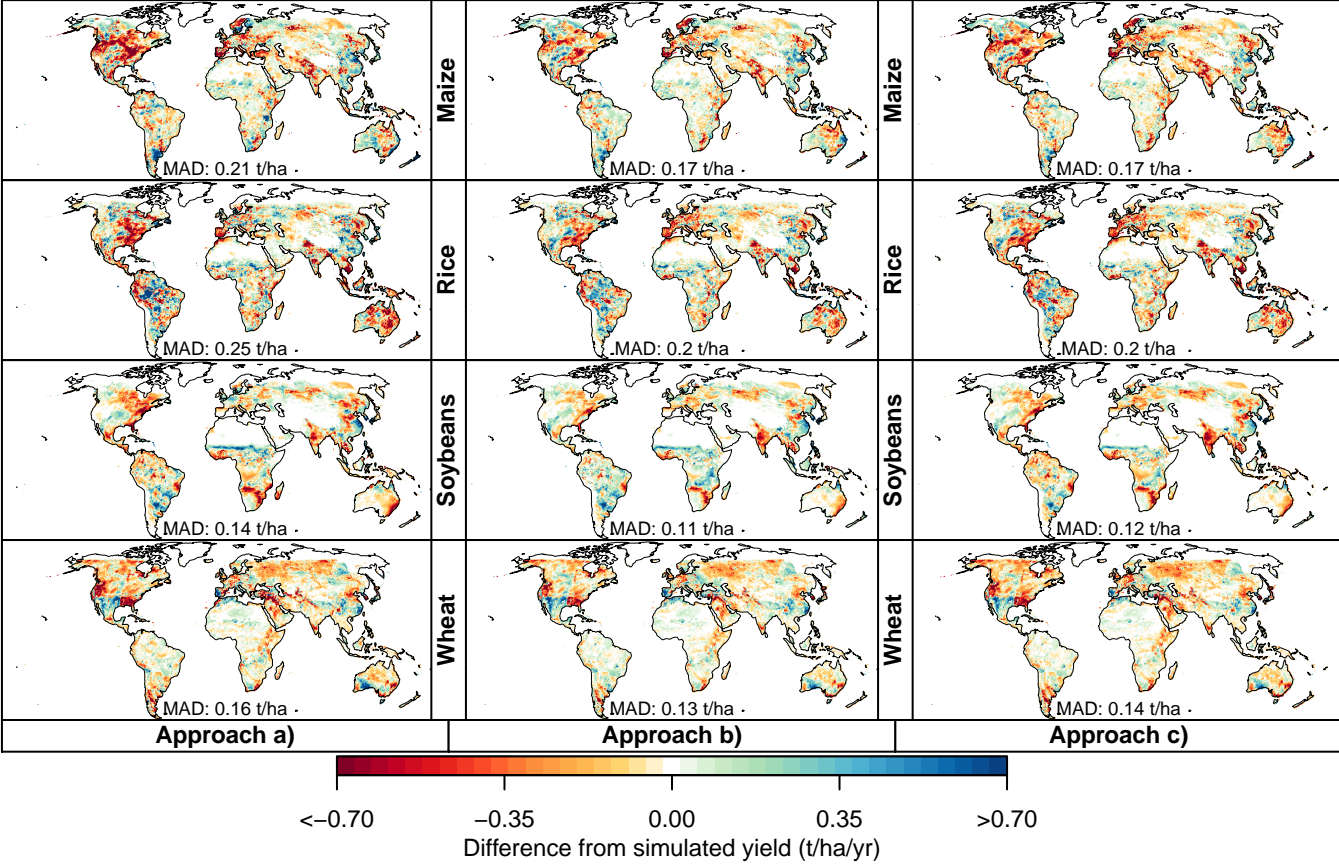 Maize
Maize
MAD: 0.21 t/ha
MAD: 0.17 t/ha
MAD: 0.17 t/ha
Rice
Rice
MAD: 0.25 t/ha
MAD: 0.2 t/ha
MAD: 0.2 t/ha
Soybeans
Soybeans
MAD: 0.14 t/ha
MAD: 0.11 t/ha
MAD: 0.12 t/ha
Wheat
Wheat
MAD: 0.16 t/ha
MAD: 0.13 t/ha
MAD: 0.14 t/ha
Approach a)
Approach b)
Approach c)
<−0.70 −0.35 0.00 0.35 >0.70
Difference from simulated yield (t/ha/yr)